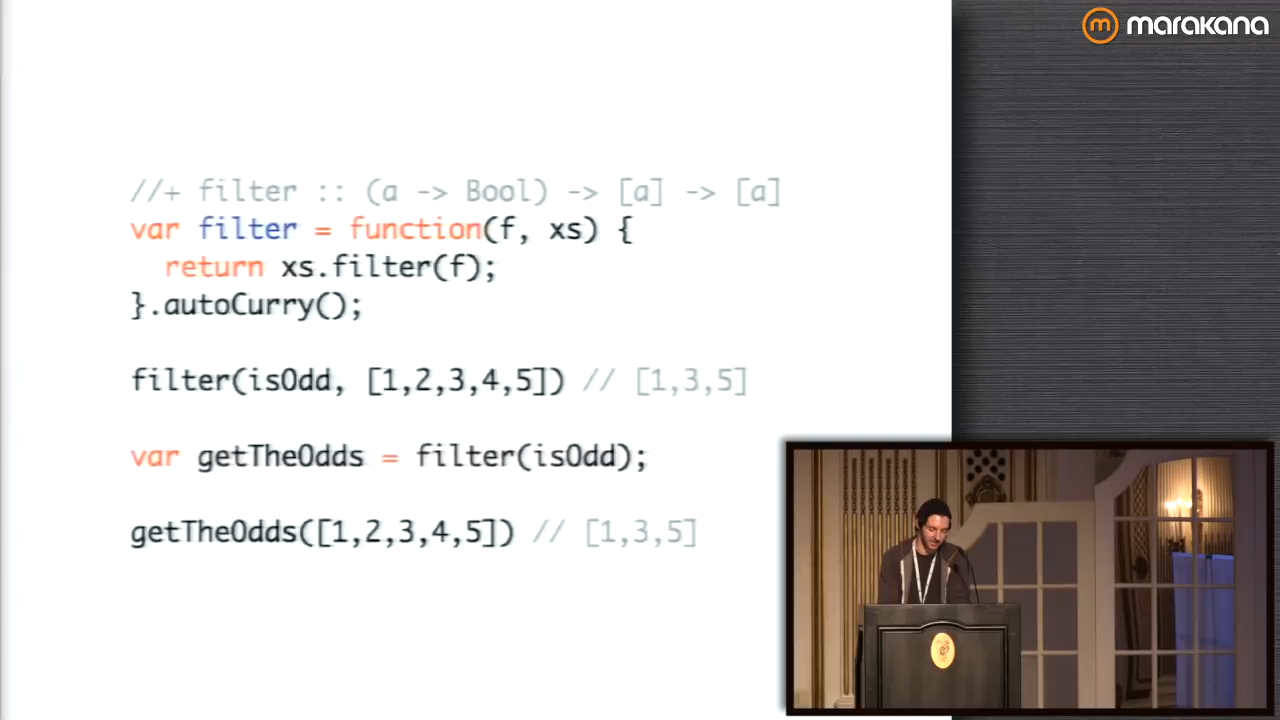 marakana
//+ filter :: (a -> Bool) -> [a] -> [a]
var filter = function(f, xs) {
  return xs.filter(f);
}.autoCurry();
filter(isOdd, [1,2,3,4,5]) // [1,3,5]
var getTheOdds = filter(isOdd);
getTheOdds([1,2,3,4,5]) // [1,3,5]